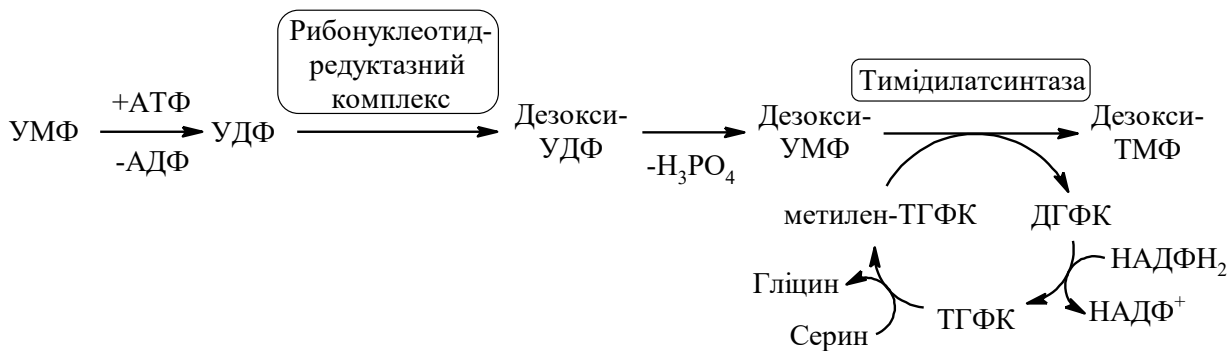 Рибонуклеотид-
редуктазний
комплекс
Тимідилатсинтаза
УМФ
+АТФ
-АДФ
УДФ
Дезокси-
УДФ
-H₃PO₄
Дезокси-
УМФ
Дезокси-
ТМФ
метилен-ТГФК
ДГФК
НАДФН₂
НАДФ⁺
Гліцин
ТГФК
Серин